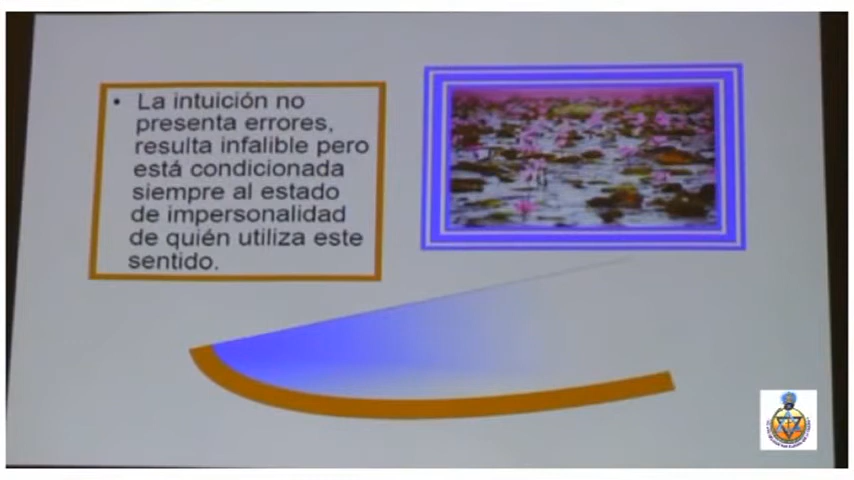 • La intuición no
presenta errores,
resulta infalible pero
está condicionada
siempre al estado
de impersonalidad
de quién utiliza este
sentido.